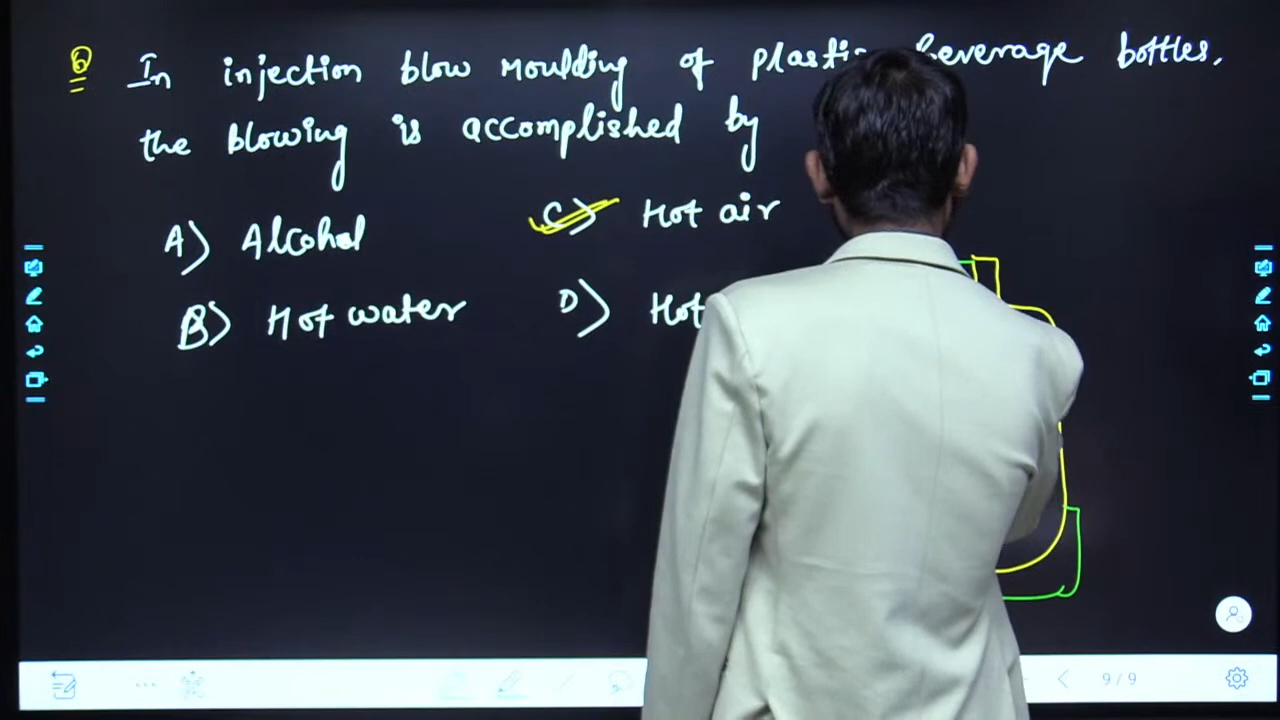 6 In injection blow moulding of beverage bottles.
the blowing is accomplished by
A) Alcohol
C) Hot air
B) Hot water
D) Hot
9/9